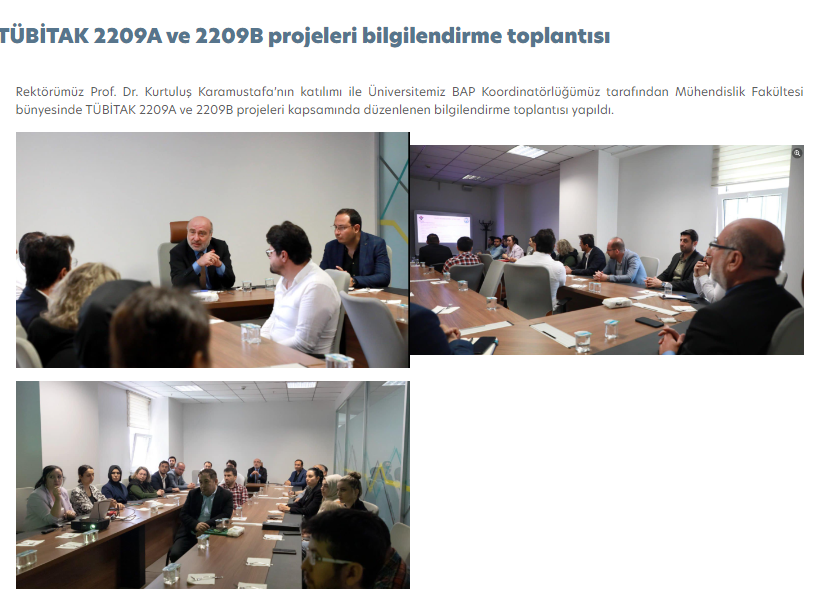 TÜBİTAK 2209A ve 2209B projeleri bilgilendirme toplantısı
Rektörümüz Prof. Dr. Kurtuluş Karamustafa’nın katılımı ile Üniversitemiz BAP Koordinatörlüğümüz tarafından Mühendislik Fakültesi
bünyesinde TÜBİTAK 2209A ve 2209B projeleri kapsamında düzenlenen bilgilendirme toplantısı yapıldı.